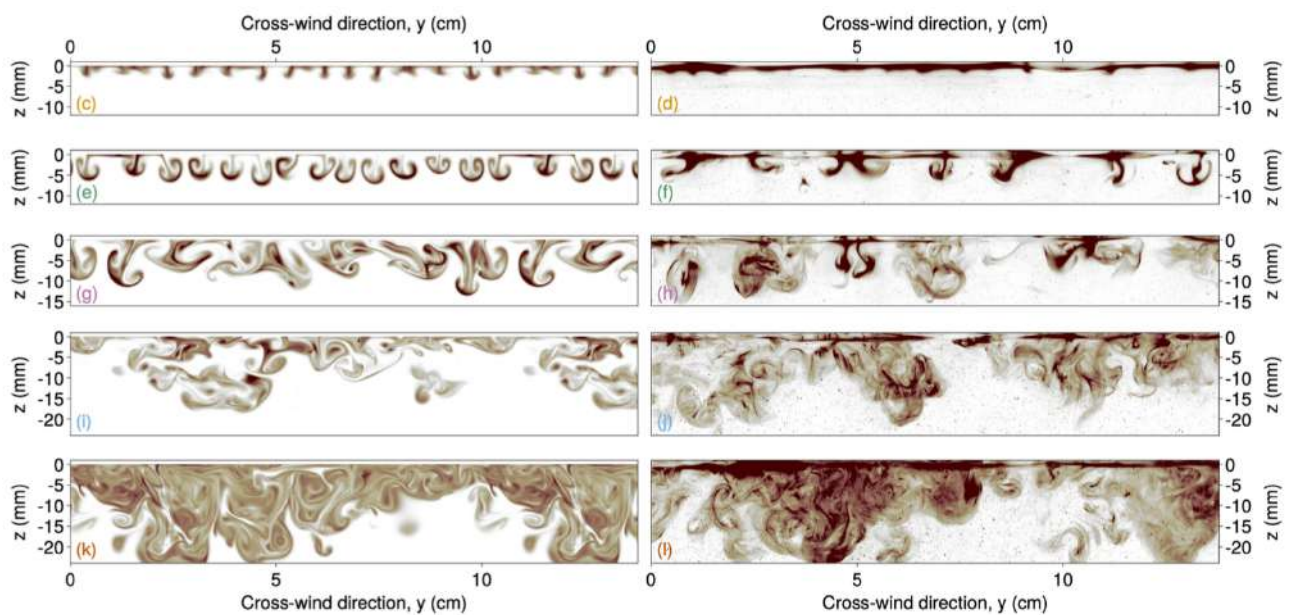 Cross-wind direction, y (cm) Cross-wind direction, y (cm)
0 5 10 0 5 10
z (mm) 0 -5 -10 (c) (d) 0 -5 -10 z (mm)
z (mm) 0 -5 -10 (e) (f) 0 -5 -10 z (mm)
z (mm) 0 -5 -10 -15 (g) (h) 0 -5 -10 -15 z (mm)
z (mm) 0 -5 -10 -15 -20 (i) (j) 0 -5 -10 -15 -20 z (mm)
z (mm) 0 -5 -10 -15 -20 (k) (l) 0 -5 -10 -15 -20 z (mm)
0 5 10 0 5 10
Cross-wind direction, y (cm) Cross-wind direction, y (cm)